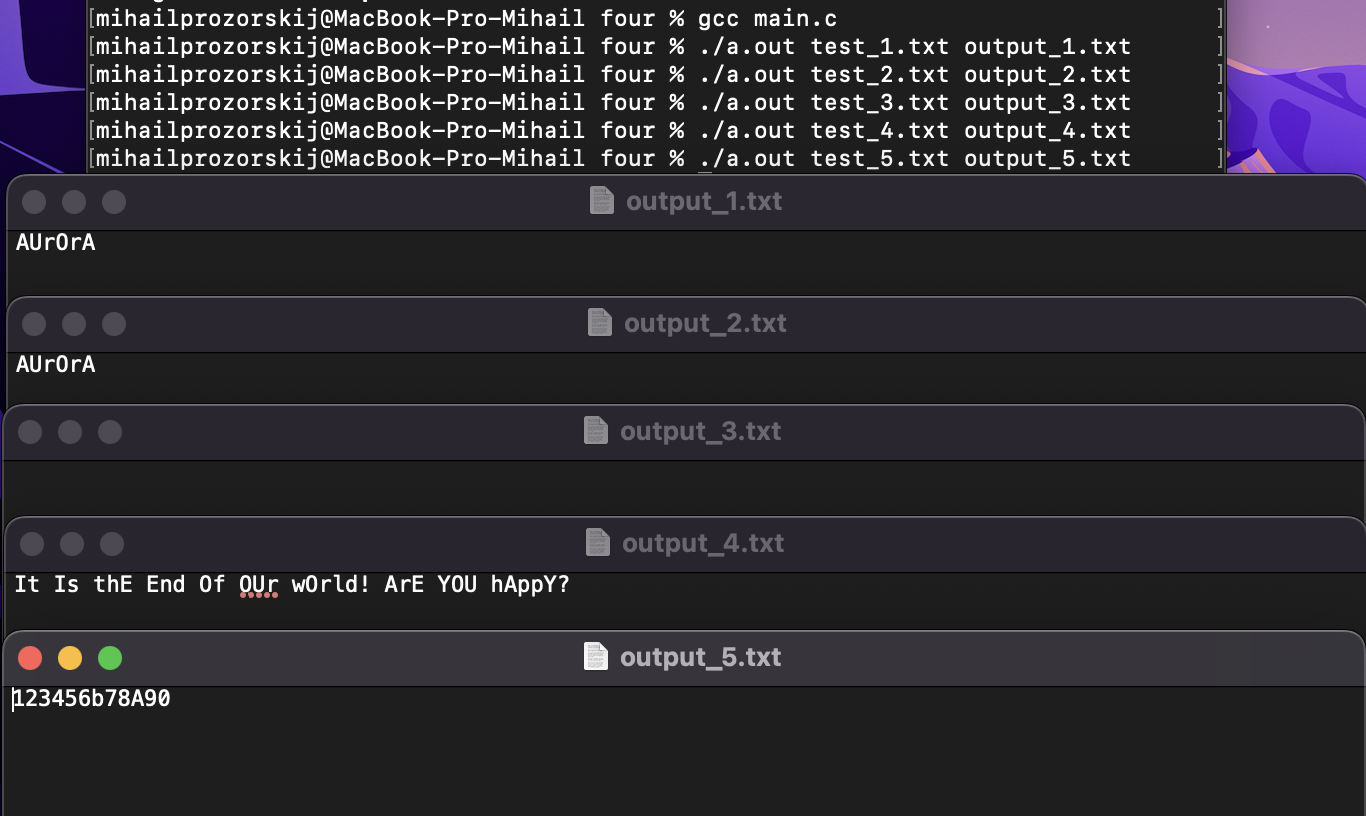 [mihailprozorskij@MacBook-Pro-Mihail four % gcc main.c ]
[mihailprozorskij@MacBook-Pro-Mihail four % ./a.out test_1.txt output_1.txt ]
[mihailprozorskij@MacBook-Pro-Mihail four % ./a.out test_2.txt output_2.txt ]
[mihailprozorskij@MacBook-Pro-Mihail four % ./a.out test_3.txt output_3.txt ]
[mihailprozorskij@MacBook-Pro-Mihail four % ./a.out test_4.txt output_4.txt ]
[mihailprozorskij@MacBook-Pro-Mihail four % ./a.out test_5.txt output_5.txt ]
output_1.txt
AUrOrA
output_2.txt
AUrOrA
output_3.txt
output_4.txt
It Is thE End Of OUr wOrld! ArE YOU hAppY?
output_5.txt
123456b78A90